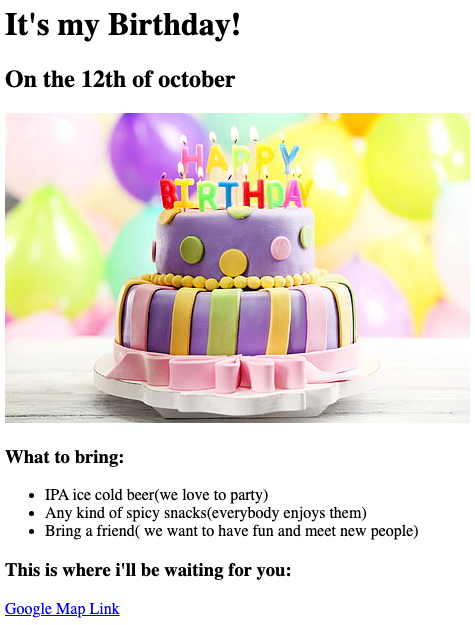 It's my Birthday!
On the 12th of october
HAPPY
BIRTHDAY
What to bring:
IPA ice cold beer(we love to party)
Any kind of spicy snacks(everybody enjoys them)
Bring a friend( we want to have fun and meet new people)
This is where i'll be waiting for you:
Google Map Link